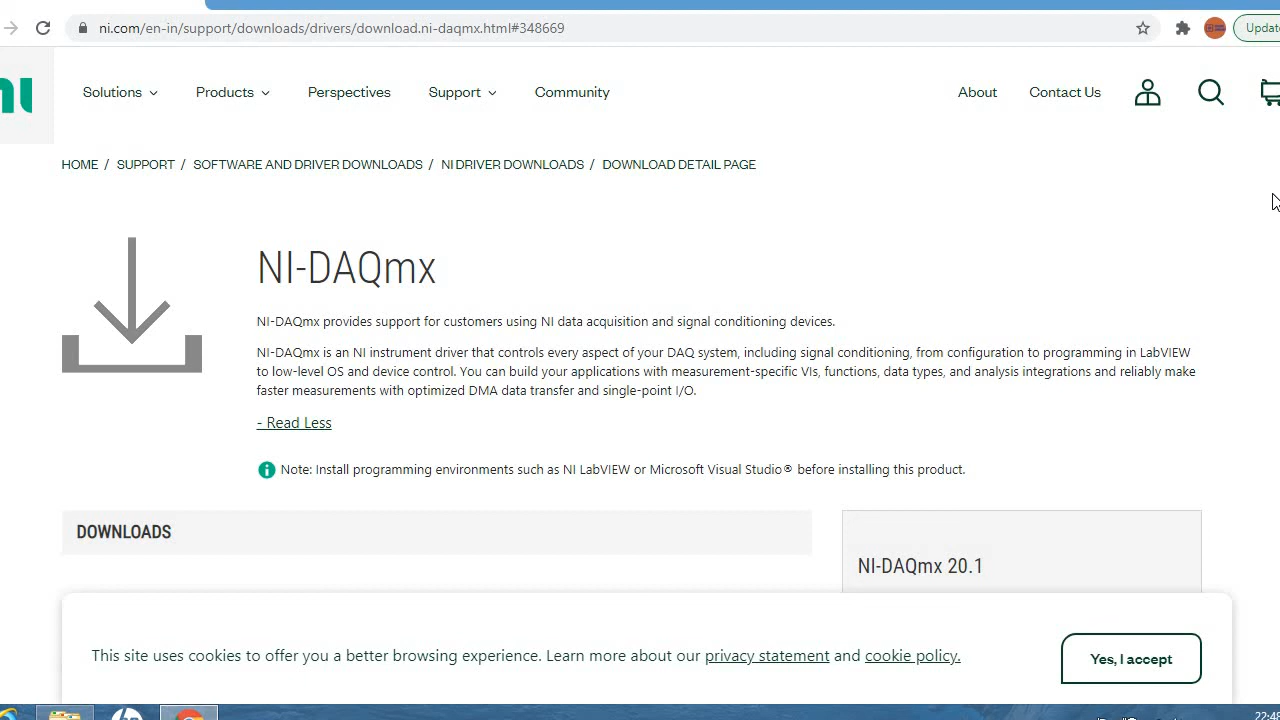 ni.com/en-in/support/downloads/drivers/download.ni-daqmx.html#348669
Solutions Products Perspectives Support Community About Contact Us
HOME / SUPPORT / SOFTWARE AND DRIVER DOWNLOADS / NI DRIVER DOWNLOADS / DOWNLOAD DETAIL PAGE
NI-DAQmx
NI-DAQmx provides support for customers using NI data acquisition and signal conditioning devices.
NI-DAQmx is an NI instrument driver that controls every aspect of your DAQ system, including signal conditioning, from configuration to programming in LabVIEW
to low-level OS and device control. You can build your applications with measurement-specific VIs, functions, data types, and analysis integrations and reliably make
faster measurements with optimized DMA data transfer and single-point I/O.
- Read Less
Note: Install programming environments such as NI LabVIEW or Microsoft Visual Studio® before installing this product.
DOWNLOADS
NI-DAQmx 20.1
This site uses cookies to offer you a better browsing experience. Learn more about our privacy statement and cookie policy.
Yes, I accept